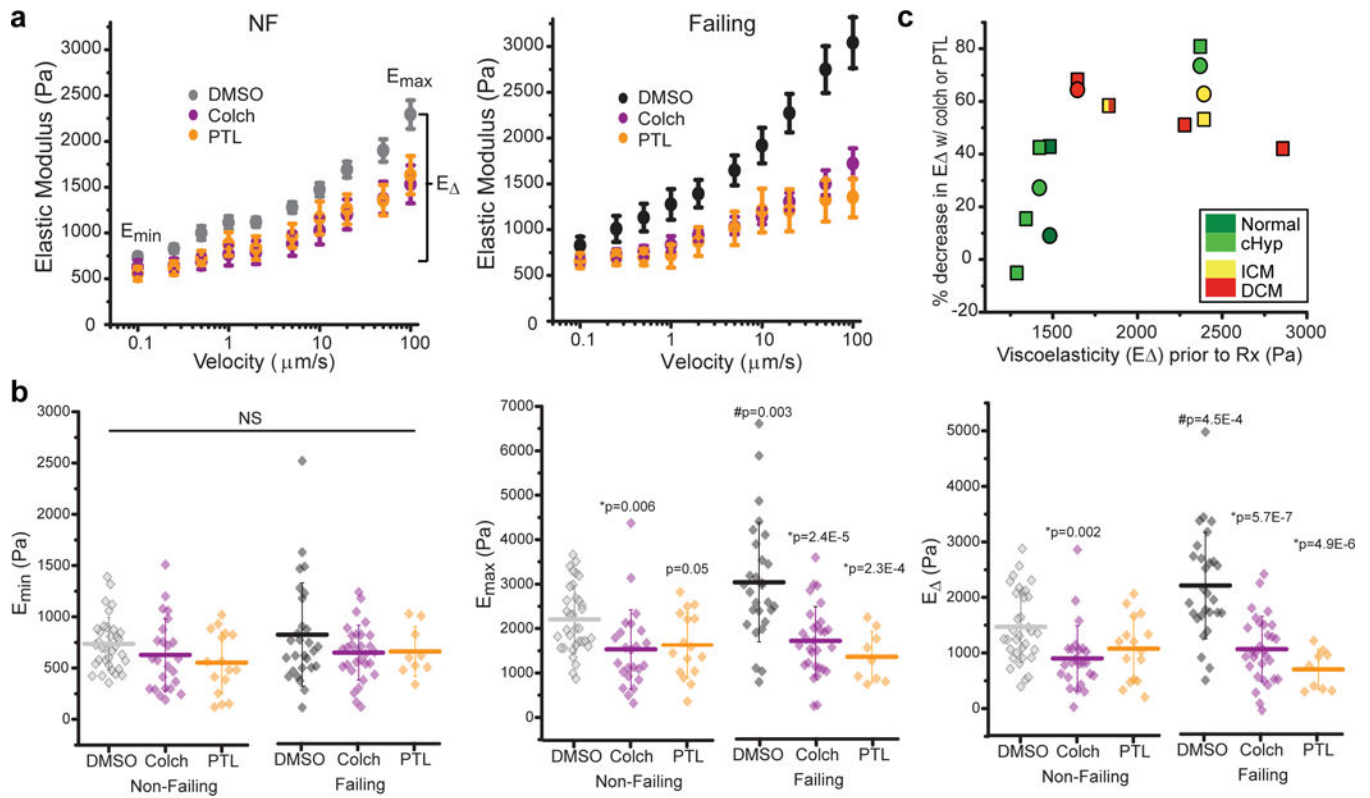 a
NF
Elastic Modulus (Pa)
3000
2500
2000
1500
1000
500
0
DMSO
Colch
PTL
Emax
EΔ
Emin
0.1
1
10
100
Velocity ( μm/s)
Failing
Elastic Modulus (Pa)
3000
2500
2000
1500
1000
500
0
DMSO
Colch
PTL
0.1
1
10
100
Velocity ( μm/s)
c
% decrease in EΔ w/ colch or PTL
80
60
40
20
0
-20
Normal
cHyp
ICM
DCM
1500
2000
2500
3000
Viscoelasticity (EΔ) prior to Rx (Pa)
b
Emin (Pa)
3000
2500
2000
1500
1000
500
0
NS
DMSO Colch PTL
DMSO Colch PTL
Non-Failing
Failing
Emax (Pa)
7000
6000
5000
4000
3000
2000
1000
0
*p=0.006
p=0.05
#p=0.003
*p=2.4E-5
*p=2.3E-4
DMSO Colch PTL
DMSO Colch PTL
Non-Failing
Failing
EΔ (Pa)
5000
4000
3000
2000
1000
0
*p=0.002
#p=4.5E-4
*p=5.7E-7
*p=4.9E-6
DMSO Colch PTL
DMSO Colch PTL
Non-Failing
Failing